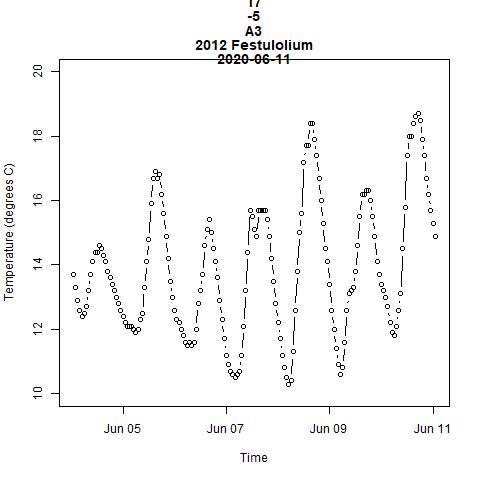 17
-5
A3
2012 Festulolium
2020-06-11
Temperature (degrees C)
20
18
16
14
12
10
Jun 05
Jun 07
Jun 09
Jun 11
Time